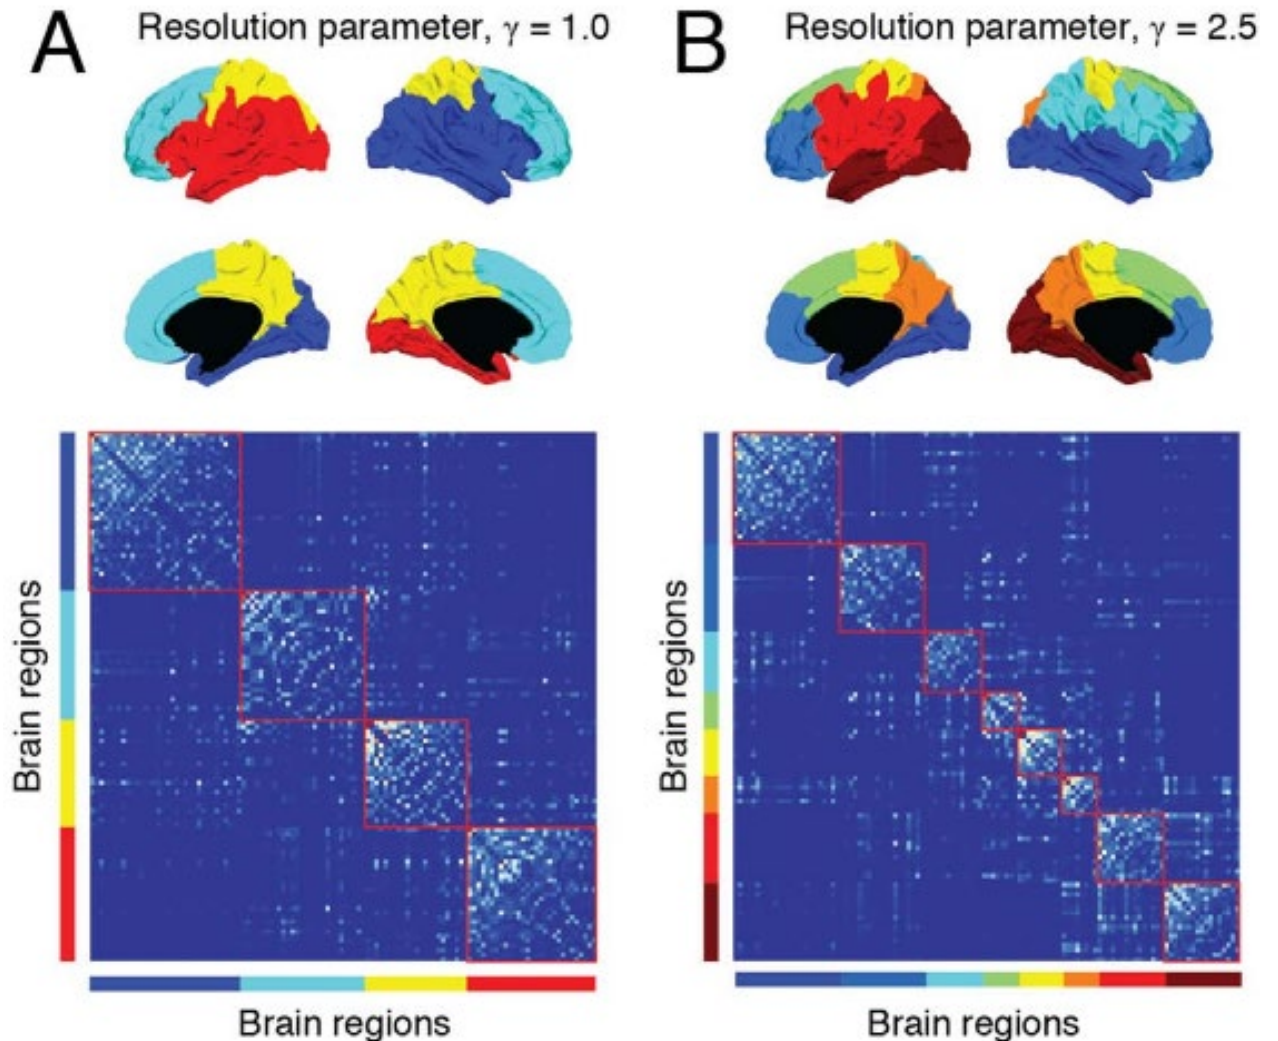 A
Resolution parameter, γ = 1.0
B
Resolution parameter, γ = 2.5
Brain regions
Brain regions
Brain regions
Brain regions